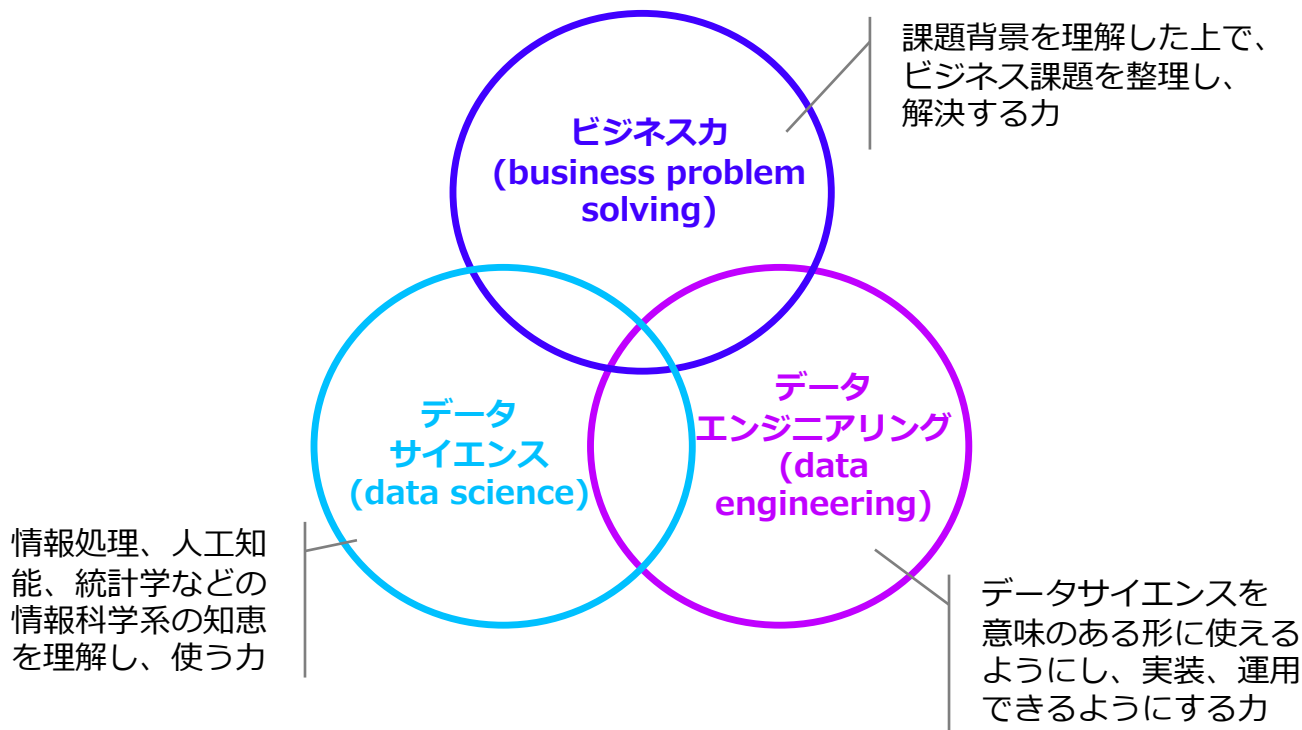 課題背景を理解した上で、
ビジネス課題を整理し、
解決する力
ビジネス力
(business problem
solving)
データ
サイエンス
(data science)
データ
エンジニアリング
(data
engineering)
情報処理、人工知
能、統計学などの
情報科学系の知恵
を理解し、使う力
データサイエンスを
意味のある形に使える
ようにし、実装、運用
できるようにする力